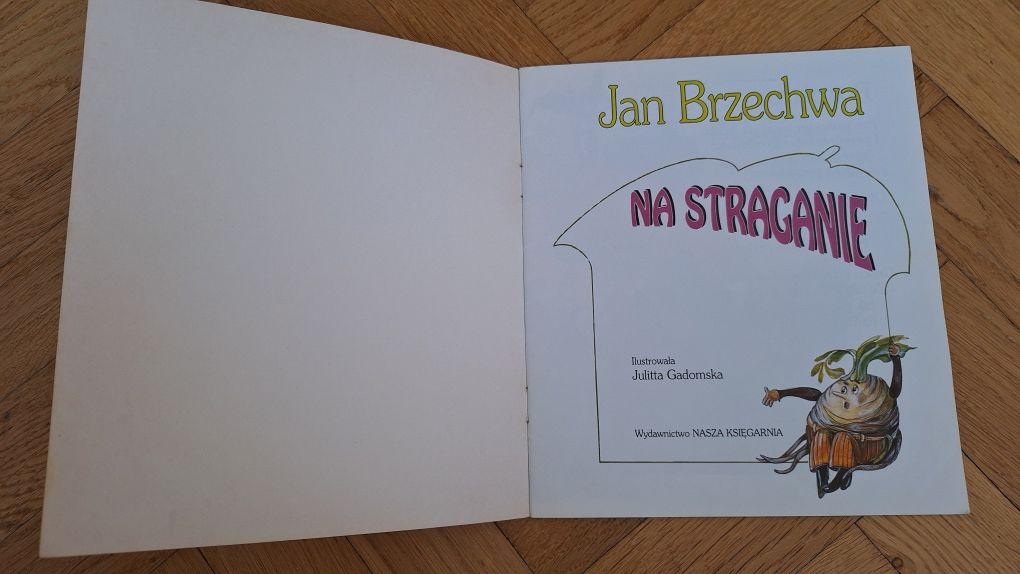 Jan Brzechwa
NA STRAGANIE
Ilustrowała
Julitta Gadomska
Wydawnictwo NASZA KSIĘGARNIA